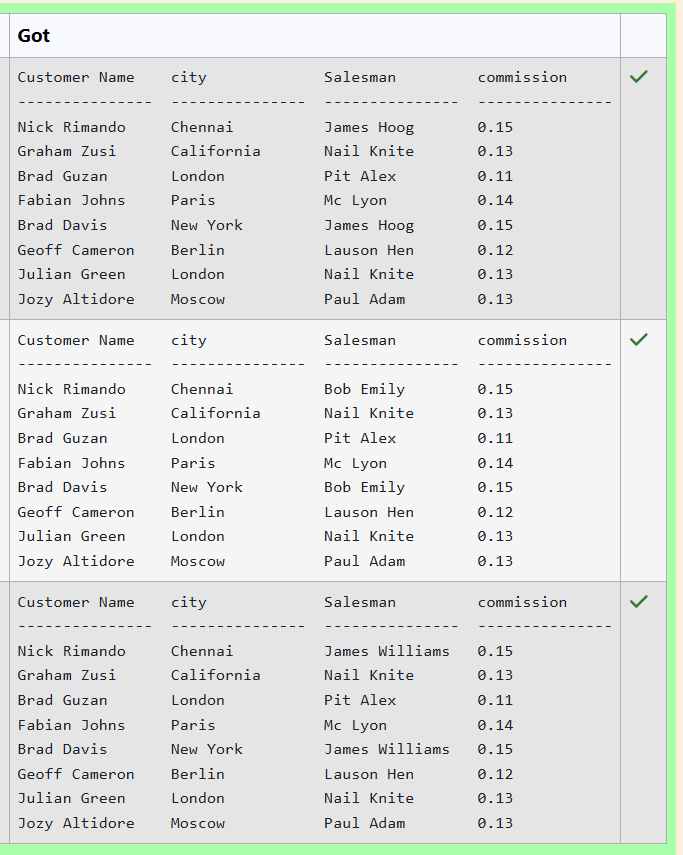 Got
Customer Name    city             Salesman         commission
---------------  ---------------  ---------------  ---------------
Nick Rimando     Chennai          James Hoog       0.15
Graham Zusi      California       Nail Knite       0.13
Brad Guzan       London           Pit Alex         0.11
Fabian Johns     Paris            Mc Lyon          0.14
Brad Davis       New York         James Hoog       0.15
Geoff Cameron    Berlin           Lauson Hen       0.12
Julian Green     London           Nail Knite       0.13
Jozy Altidore    Moscow           Paul Adam        0.13
Customer Name    city             Salesman         commission
---------------  ---------------  ---------------  ---------------
Nick Rimando     Chennai          Bob Emily        0.15
Graham Zusi      California       Nail Knite       0.13
Brad Guzan       London           Pit Alex         0.11
Fabian Johns     Paris            Mc Lyon          0.14
Brad Davis       New York         Bob Emily        0.15
Geoff Cameron    Berlin           Lauson Hen       0.12
Julian Green     London           Nail Knite       0.13
Jozy Altidore    Moscow           Paul Adam        0.13
Customer Name    city             Salesman         commission
---------------  ---------------  ---------------  ---------------
Nick Rimando     Chennai          James Williams   0.15
Graham Zusi      California       Nail Knite       0.13
Brad Guzan       London           Pit Alex         0.11
Fabian Johns     Paris            Mc Lyon          0.14
Brad Davis       New York         James Williams   0.15
Geoff Cameron    Berlin           Lauson Hen       0.12
Julian Green     London           Nail Knite       0.13
Jozy Altidore    Moscow           Paul Adam        0.13